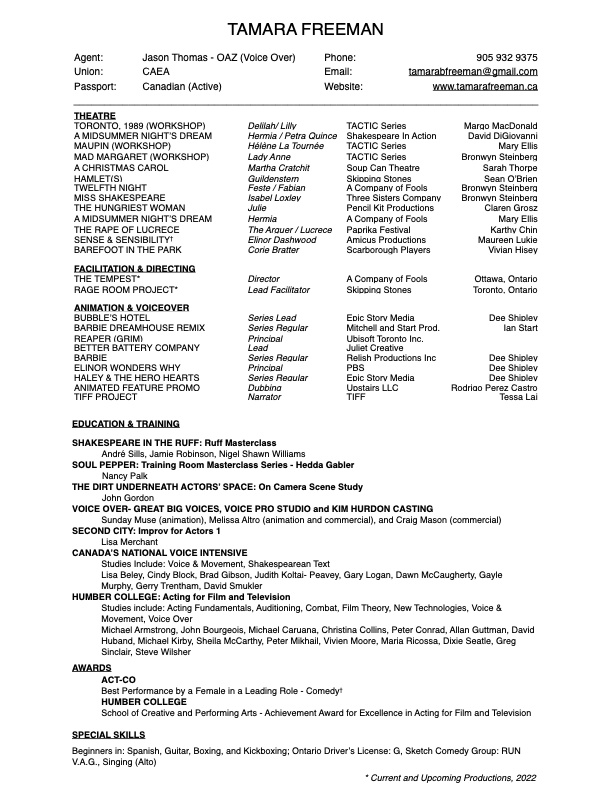 TAMARA FREEMAN
Agent: Jason Thomas - OAZ (Voice Over) Phone: 905 932 9375
Union: CAEA Email: tamarabfreeman@gmail.com
Passport: Canadian (Active) Website: www.tamarafreeman.ca
THEATRE
TORONTO, 1989 (WORKSHOP) Delilah/ Lilly TACTIC Series Margo MacDonald
A MIDSUMMER NIGHT'S DREAM Hermia / Petra Quince Shakespeare In Action David DiGiovanni
MAUPIN (WORKSHOP) Hélène La Tournée TACTIC Series Mary Ellis
MAD MARGARET (WORKSHOP) Lady Anne TACTIC Series Bronwyn Steinberg
A CHRISTMAS CAROL Martha Cratchit Soup Can Theatre Sarah Thorpe
HAMLET(S) Guildenstern Skipping Stones Sean O'Brien
TWELFTH NIGHT Feste / Fabian A Company of Fools Bronwyn Steinberg
MISS SHAKESPEARE Isabel Loxley Three Sisters Company Bronwyn Steinberg
THE HUNGRIEST WOMAN Julie Pencil Kit Productions Claren Grosz
A MIDSUMMER NIGHT'S DREAM Hermia A Company of Fools Mary Ellis
THE RAPE OF LUCRECE The Arguer / Lucrece Paprika Festival Karthy Chin
SENSE & SENSIBILITY† Elinor Dashwood Amicus Productions Maureen Lukie
BAREFOOT IN THE PARK Corie Bratter Scarborough Players Vivian Hisey
FACILITATION & DIRECTING
THE TEMPEST* Director A Company of Fools Ottawa, Ontario
RAGE ROOM PROJECT* Lead Facilitator Skipping Stones Toronto, Ontario
ANIMATION & VOICEOVER
BUBBLE'S HOTEL Series Lead Epic Story Media Dee Shipley
BARBIE DREAMHOUSE REMIX Series Regular Mitchell and Start Prod. Ian Start
REAPER (GRIM) Principal Ubisoft Toronto Inc.
BETTER BATTERY COMPANY Lead Juliet Creative
BARBIE Series Regular Relish Productions Inc Dee Shipley
ELINOR WONDERS WHY Principal PBS Dee Shipley
HALEY & THE HERO HEARTS Series Regular Epic Story Media Dee Shipley
ANIMATED FEATURE PROMO Dubbing Upstairs LLC Rodrigo Perez Castro
TIFF PROJECT Narrator TIFF Tessa Lai
EDUCATION & TRAINING
SHAKESPEARE IN THE RUFF: Ruff Masterclass
André Sills, Jamie Robinson, Nigel Shawn Williams
SOUL PEPPER: Training Room Masterclass Series - Hedda Gabler
Nancy Palk
THE DIRT UNDERNEATH ACTORS' SPACE: On Camera Scene Study
John Gordon
VOICE OVER- GREAT BIG VOICES, VOICE PRO STUDIO and KIM HURDON CASTING
Sunday Muse (animation), Melissa Altro (animation and commercial), and Craig Mason (commercial)
SECOND CITY: Improv for Actors 1
Lisa Merchant
CANADA'S NATIONAL VOICE INTENSIVE
Studies Include: Voice & Movement, Shakespearean Text
Lisa Beley, Cindy Block, Brad Gibson, Judith Koltai- Peavey, Gary Logan, Dawn McCaugherty, Gayle
Murphy, Gerry Trentham, David Smukler
HUMBER COLLEGE: Acting for Film and Television
Studies include: Acting Fundamentals, Auditioning, Combat, Film Theory, New Technologies, Voice &
Movement, Voice Over
Michael Armstrong, John Bourgeois, Michael Caruana, Christina Collins, Peter Conrad, Allan Guttman, David
Huband, Michael Kirby, Sheila McCarthy, Peter Mikhail, Vivien Moore, Maria Ricossa, Dixie Seatle, Greg
Sinclair, Steve Wilsher
AWARDS
ACT-CO
Best Performance by a Female in a Leading Role - Comedy†
HUMBER COLLEGE
School of Creative and Performing Arts - Achievement Award for Excellence in Acting for Film and Television
SPECIAL SKILLS
Beginners in: Spanish, Guitar, Boxing, and Kickboxing; Ontario Driver's License: G, Sketch Comedy Group: RUN
V.A.G., Singing (Alto)
* Current and Upcoming Productions, 2022